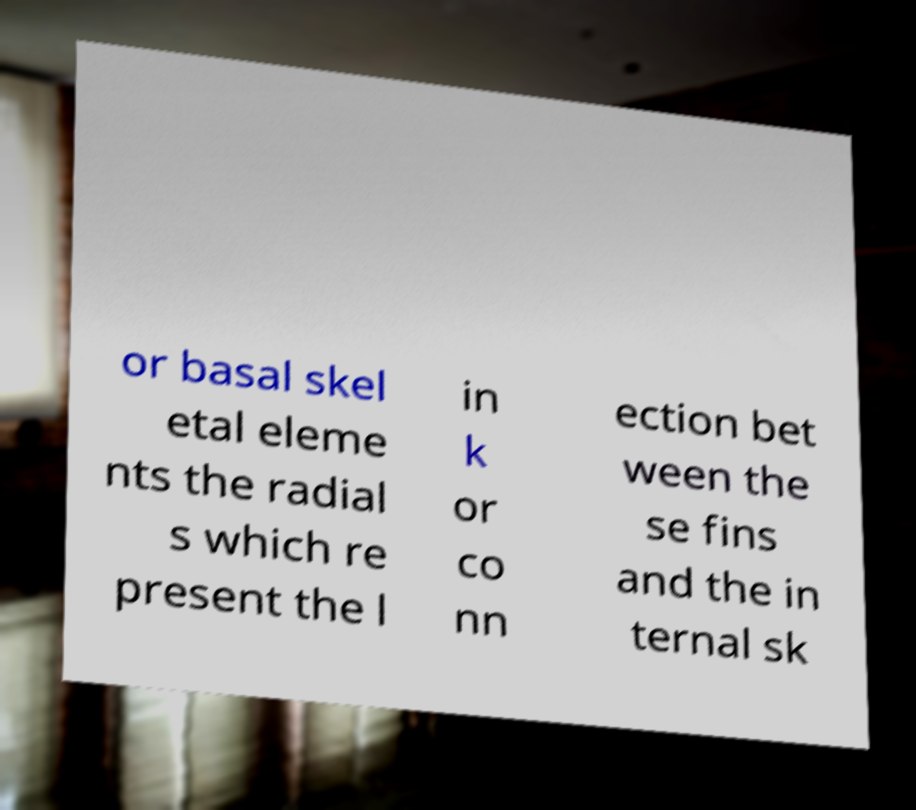 or basal skel
etal eleme
nts the radial
s which re
present the l
in
k
or
co
nn
ection bet
ween the
se fins
and the in
ternal sk